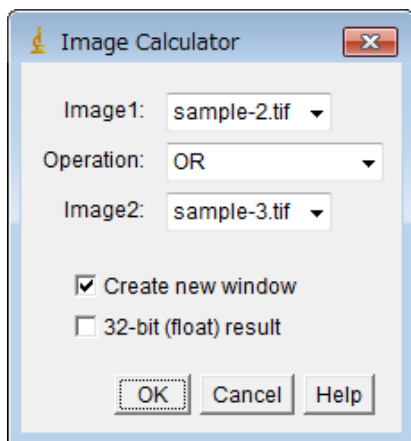 Image Calculator
Image1: sample-2.tif
Operation: OR
Image2: sample-3.tif
Create new window
32-bit (float) result
OK Cancel Help